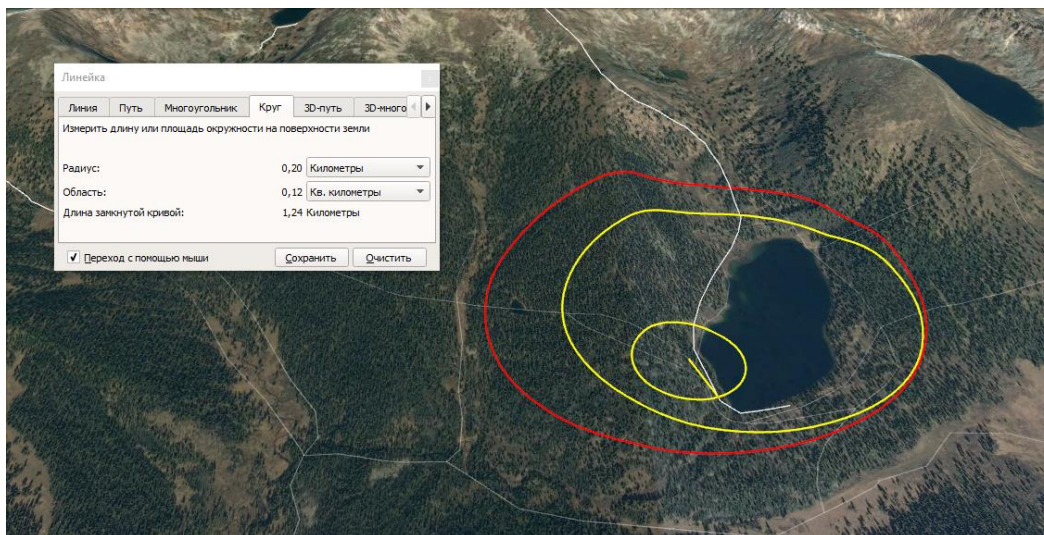 Линейка
Линия Путь Многоугольник Круг 3D-путь 3D-много
Измерить длину или площадь окружности на поверхности земли
Радиус: 0,20 Километры
Область: 0,12 Кв. километры
Длина замкнутой кривой: 1,24 Километры
Переход с помощью мыши Сохранить Очистить